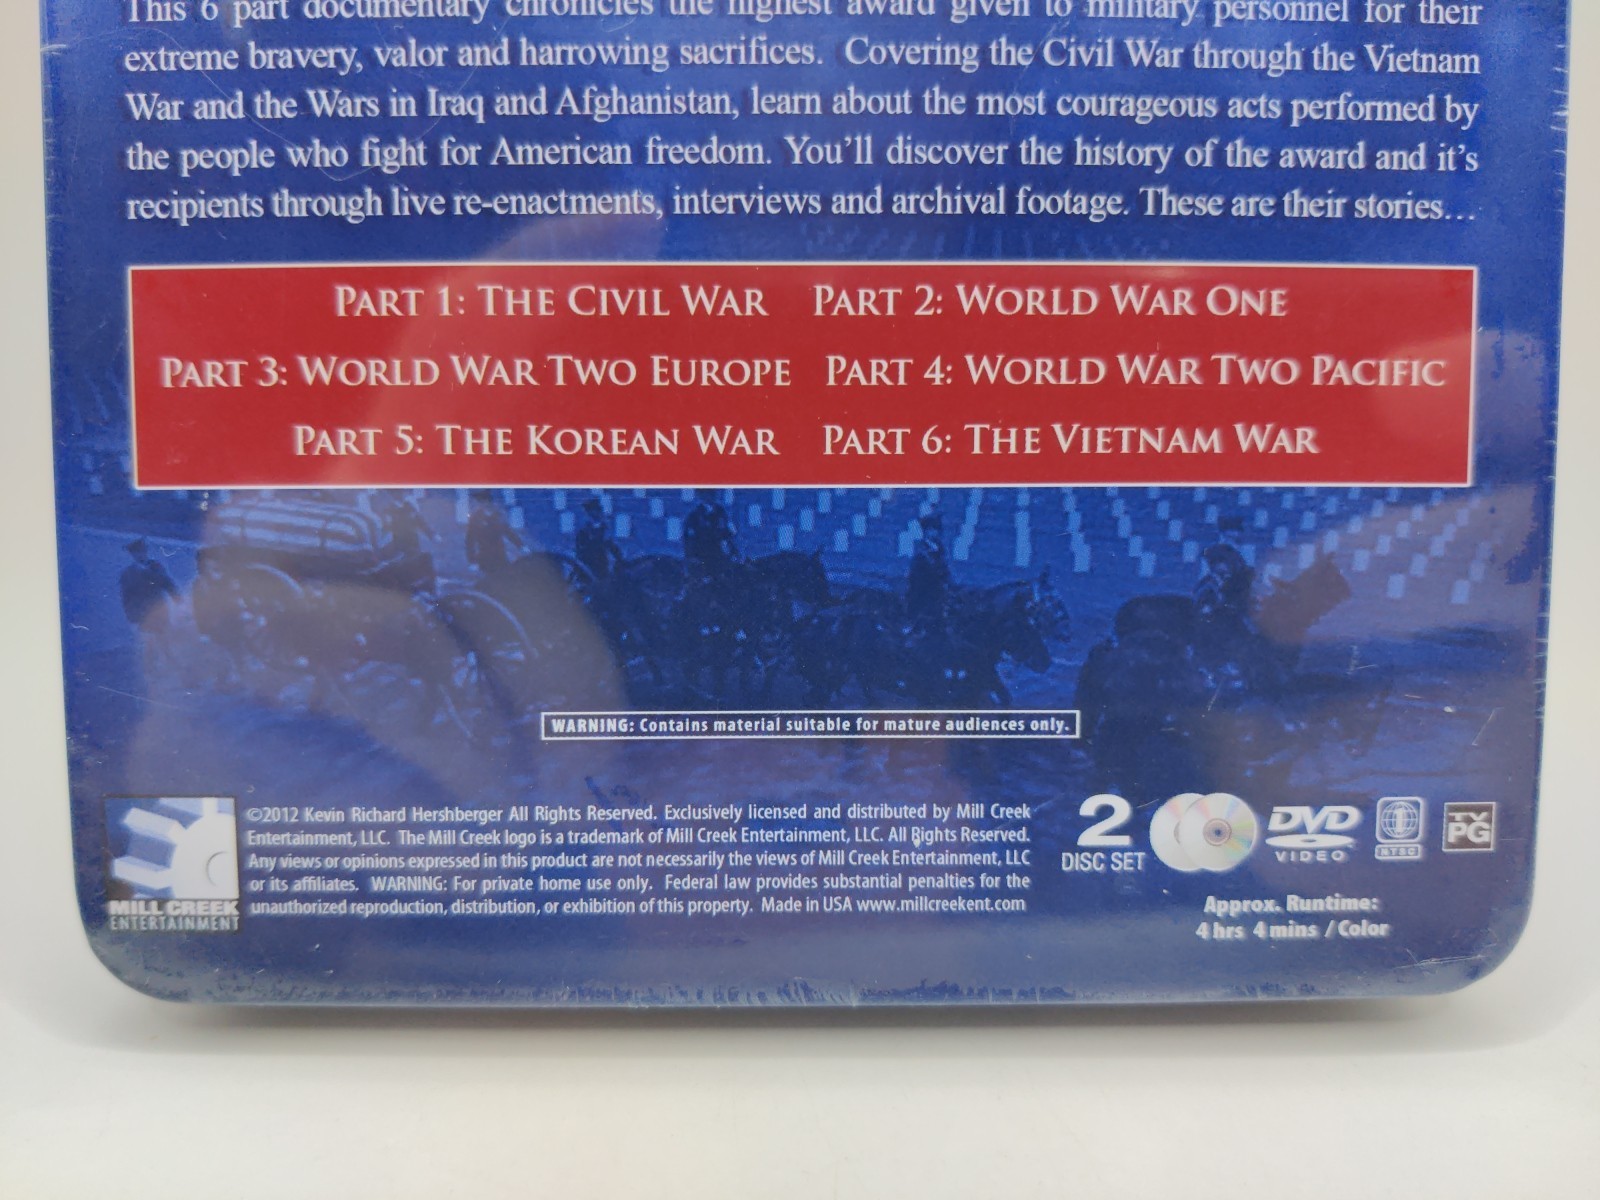 This 6 part documentary chronicles the highest award given to military personnel for their
extreme bravery, valor and harrowing sacrifices. Covering the Civil War through the Vietnam
War and the Wars in Iraq and Afghanistan, learn about the most courageous acts performed by
the people who fight for American freedom. You'll discover the history of the award and it's
recipients through live re-enactments, interviews and archival footage. These are their stories…
PART 1: THE CIVIL WAR PART 2: WORLD WAR ONE
PART 3: WORLD WAR TWO EUROPE PART 4: WORLD WAR TWO PACIFIC
PART 5: THE KOREAN WAR PART 6: THE VIETNAM WAR
WARNING: Contains material suitable for mature audiences only.
©2012 Kevin Richard Hershberger All Rights Reserved. Exclusively licensed and distributed by Mill Creek
Entertainment, LLC. The Mill Creek logo is a trademark of Mill Creek Entertainment, LLC. All Rights Reserved.
Any views or opinions expressed in this product are not necessarily the views of Mill Creek Entertainment, LLC
or its affiliates. WARNING: For private home use only. Federal law provides substantial penalties for the
unauthorized reproduction, distribution, or exhibition of this property. Made in USA www.millcreekent.com
MILL CREEK
ENTERTAINMENT
2
DISC SET
DVD
VIDEO
1
NTSC
TV
PG
Approx. Runtime:
4 hrs 4 mins / Color